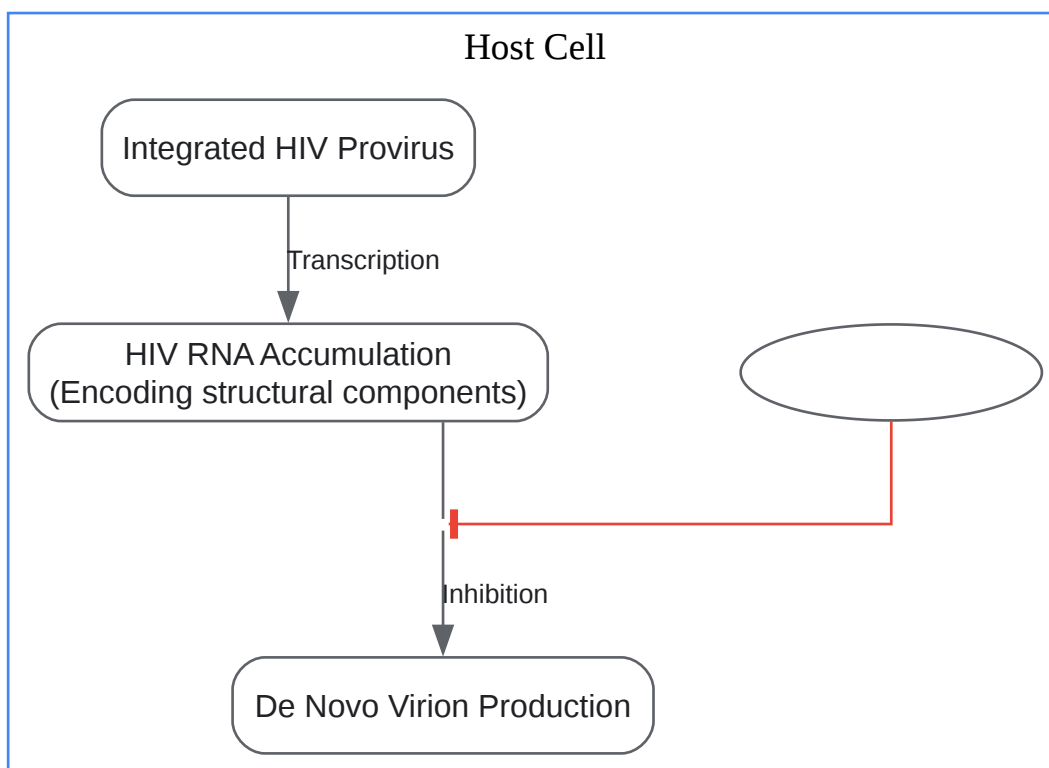 Host Cell
Integrated HIV Provirus
Transcription
HIV RNA Accumulation
(Encoding structural components)
Inhibition
De Novo Virion Production